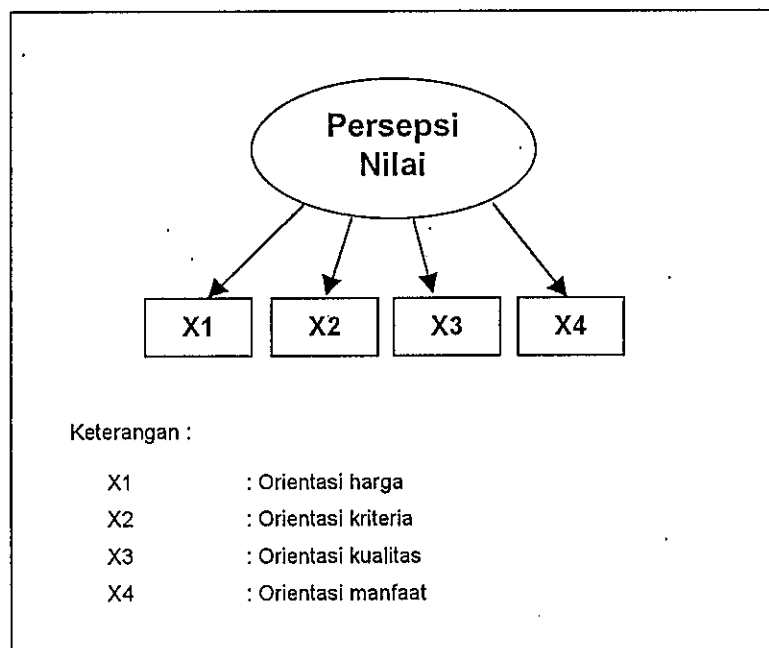 Persepsi
Nilai
X1 X2 X3 X4
Keterangan :
X1 : Orientasi harga
X2 : Orientasi kriteria
X3 : Orientasi kualitas
X4 : Orientasi manfaat